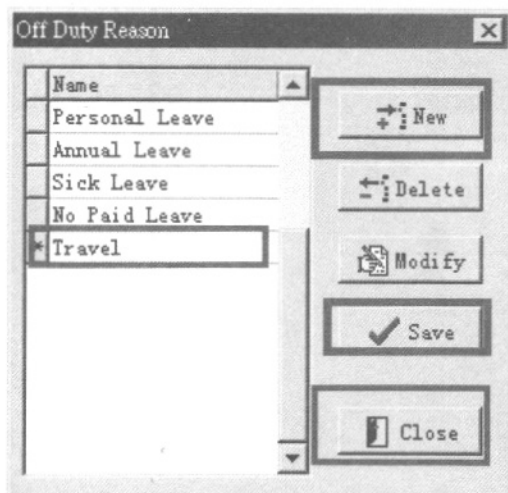 Off Duty Reason
Name
Personal Leave
Annual Leave
Sick Leave
No Paid Leave
* Travel
New
Delete
Modify
Save
Close